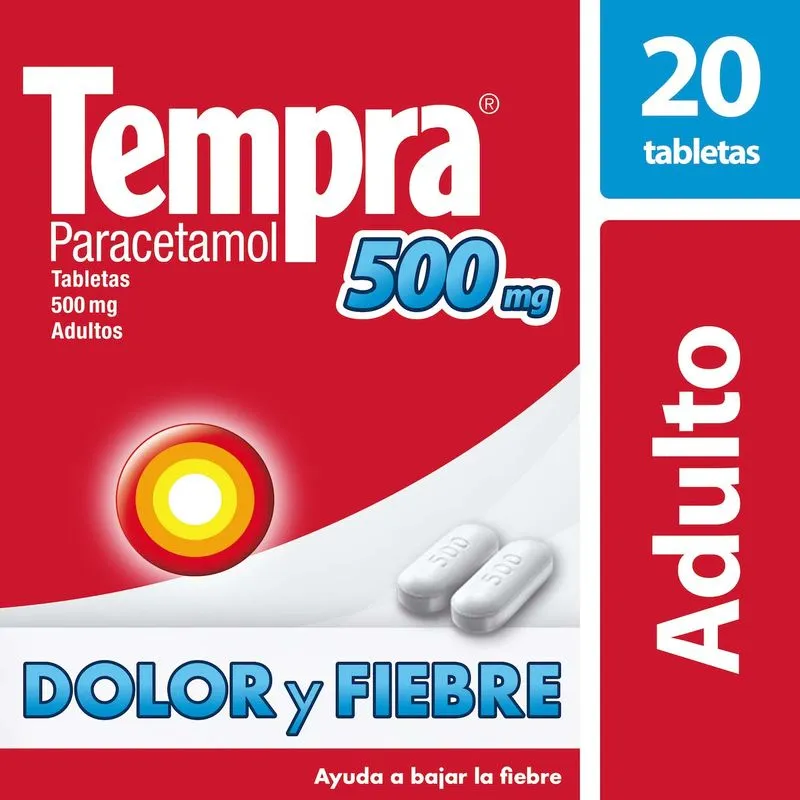 Tempra®
Paracetamol
500 mg
Tabletas
500 mg
Adultos
20
tabletas
Adulto
500
500
DOLOR y FIEBRE
Ayuda a bajar la fiebre